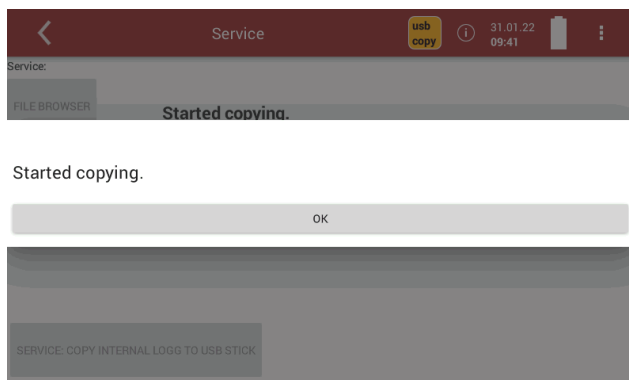 Service
usb
copy
i
31.01.22
09:41
Service:
FILE BROWSER
Started copying.
Started copying.
OK
SERVICE: COPY INTERNAL LOGG TO USB STICK